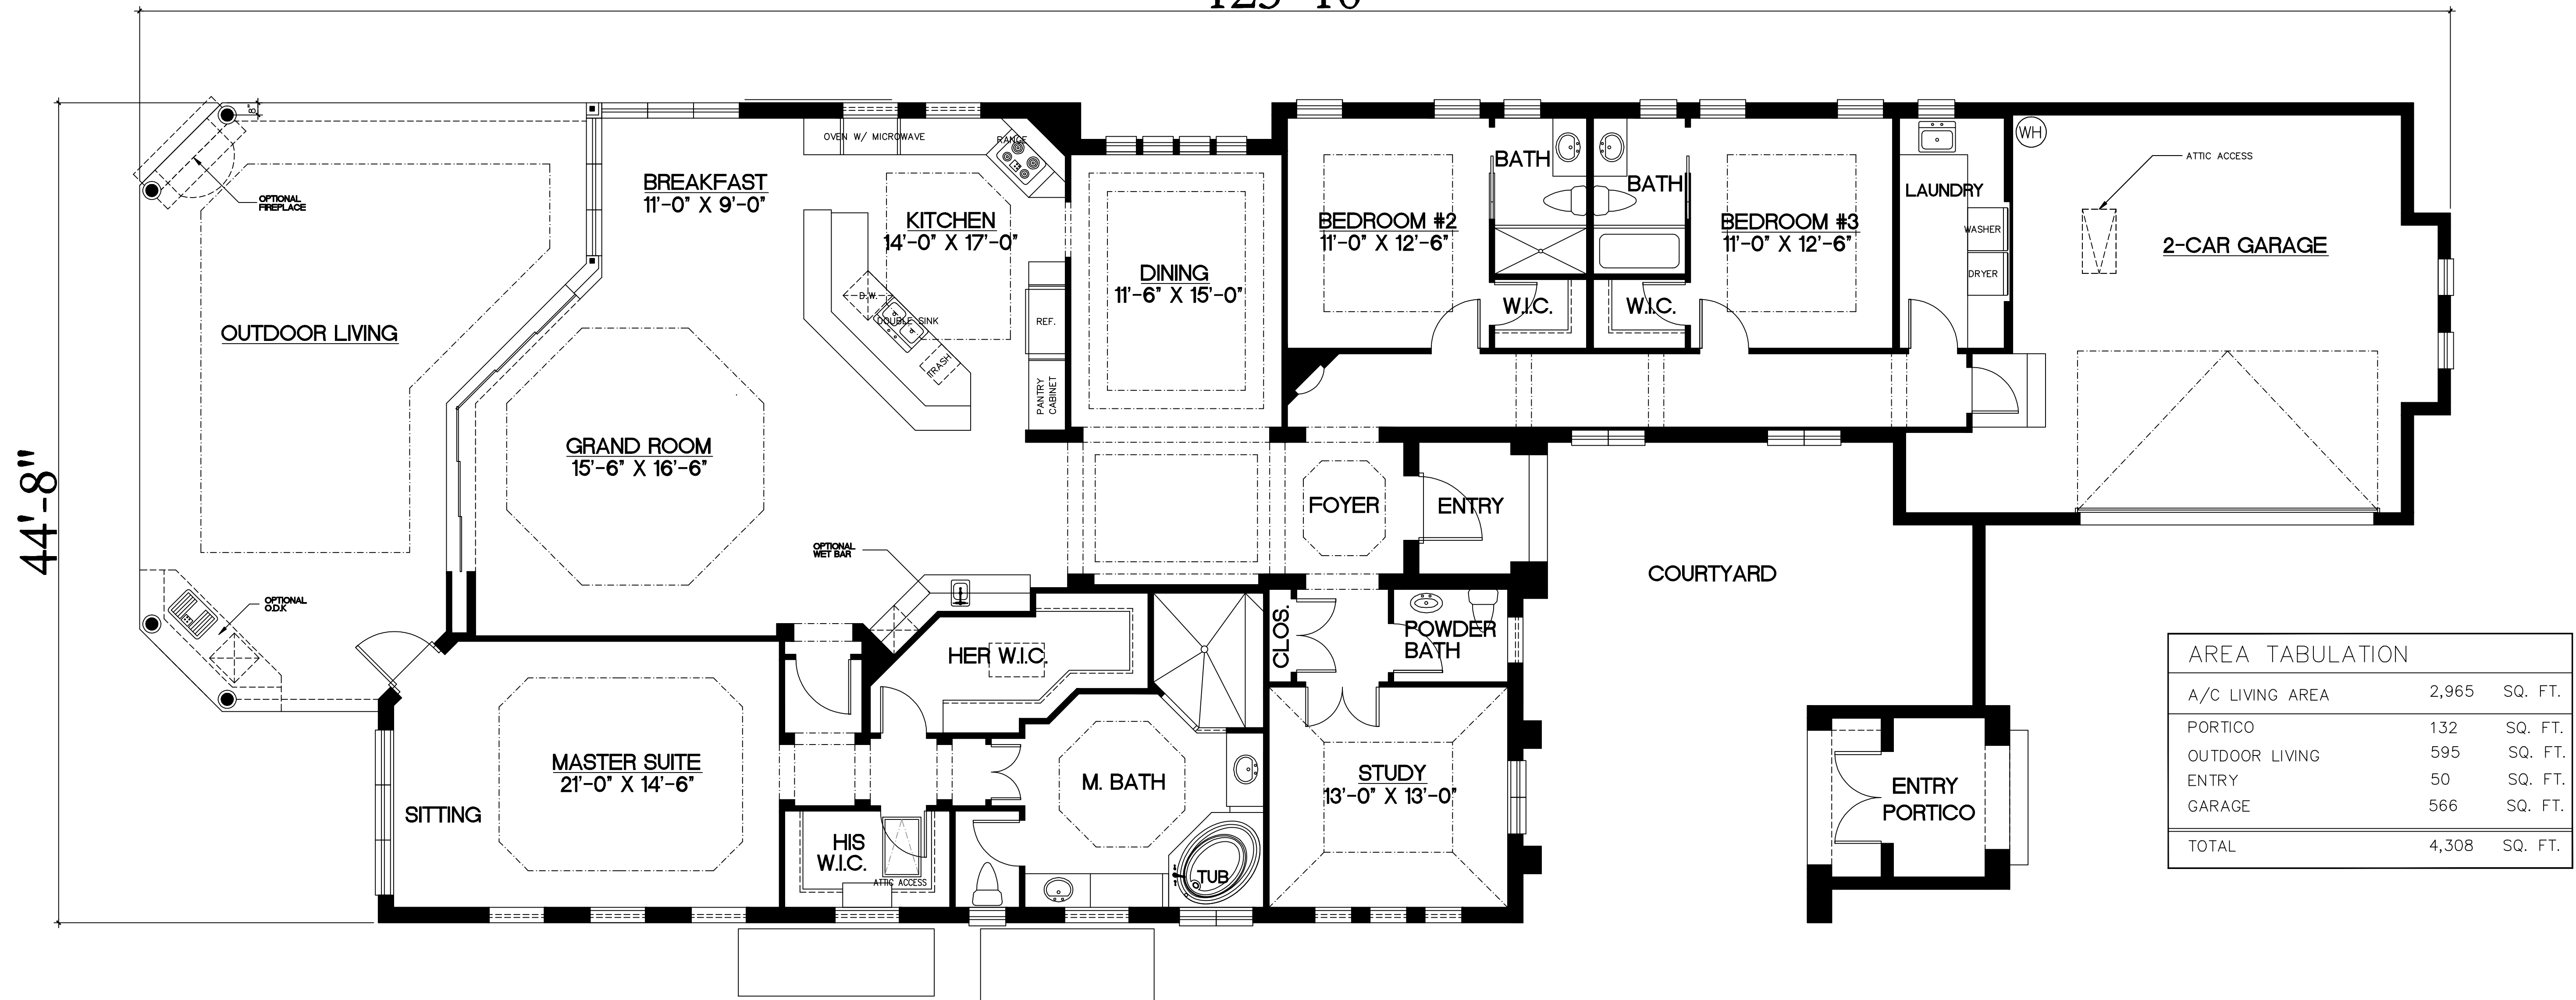 8"
OPTIONAL
FIREPLACE
OUTDOOR LIVING
OPTIONAL
O.D.K
44'-8"
BREAKFAST
11'-0" X 9'-0"
OVEN W/ MICROWAVE
RANGE
KITCHEN
14'-0" X 17'-0"
D.W.
DOUBLE SINK
TRASH
REF.
PANTRY
CABINET
GRAND ROOM
15'-6" X 16'-6"
OPTIONAL
WET BAR
DINING
11'-6" X 15'-0"
BEDROOM #2
11'-0" X 12'-6"
BATH
W.I.C.
BATH
W.I.C.
BEDROOM #3
11'-0" X 12'-6"
LAUNDRY
WASHER
DRYER
WH
ATTIC ACCESS
2-CAR GARAGE
FOYER
ENTRY
COURTYARD
CLOS.
POWDER
BATH
HER W.I.C.
MASTER SUITE
21'-0" X 14'-6"
SITTING
HIS
W.I.C.
ATTIC ACCESS
M. BATH
TUB
STUDY
13'-0" X 13'-0"
ENTRY
PORTICO
AREA TABULATION
A/C LIVING AREA 2,965 SQ. FT.
PORTICO 132 SQ. FT.
OUTDOOR LIVING 595 SQ. FT.
ENTRY 50 SQ. FT.
GARAGE 566 SQ. FT.
TOTAL 4,308 SQ. FT.